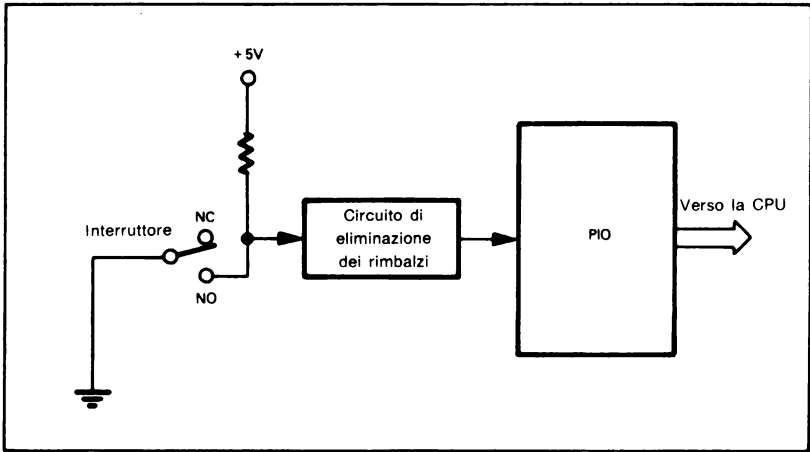 +5V
Interruttore
NC
NO
Circuito di
eliminazione
dei rimbalzi
PIO
Verso la CPU